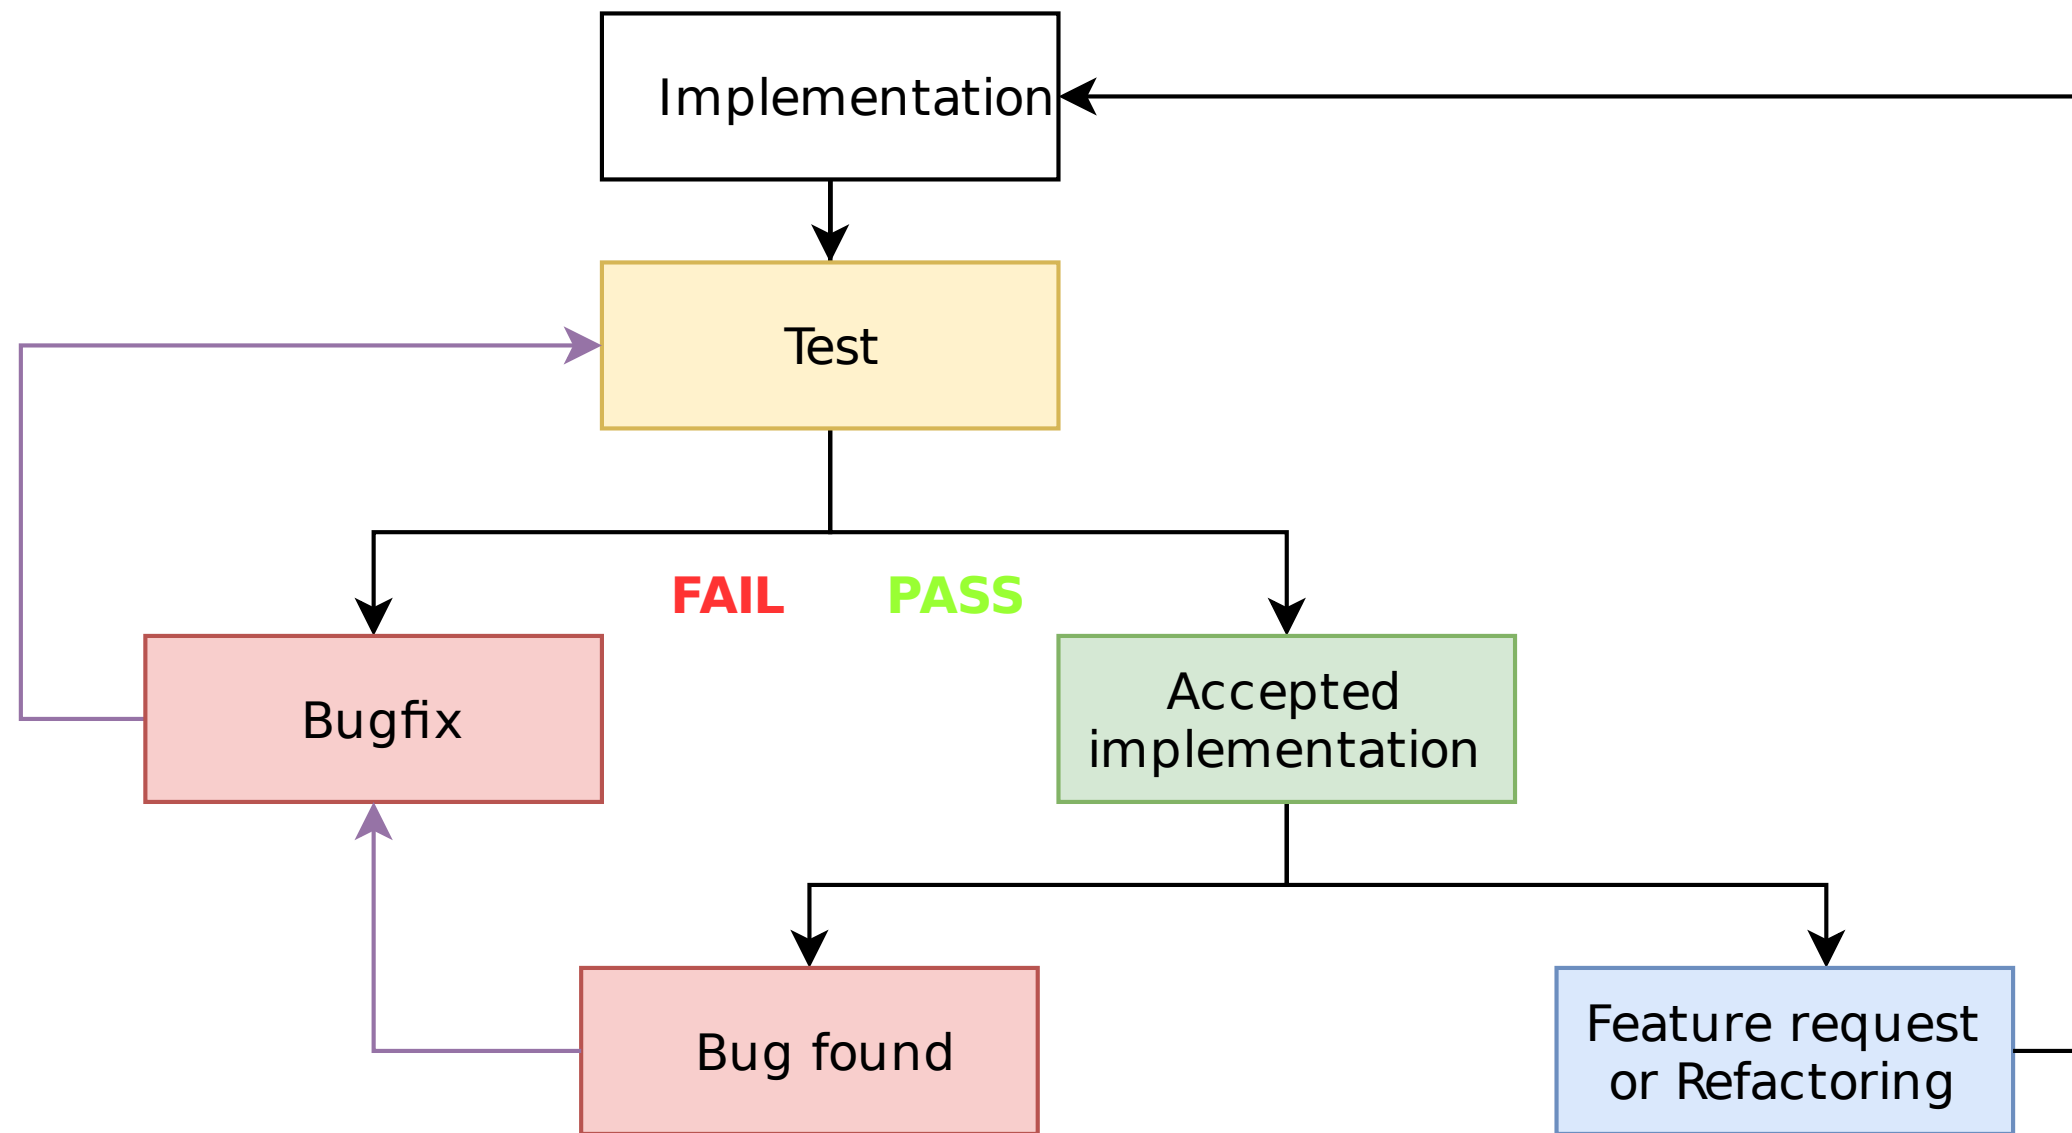 Implementation
Test
FAIL
PASS
Bugfix
Accepted
implementation
Bug found
Feature request
or Refactoring